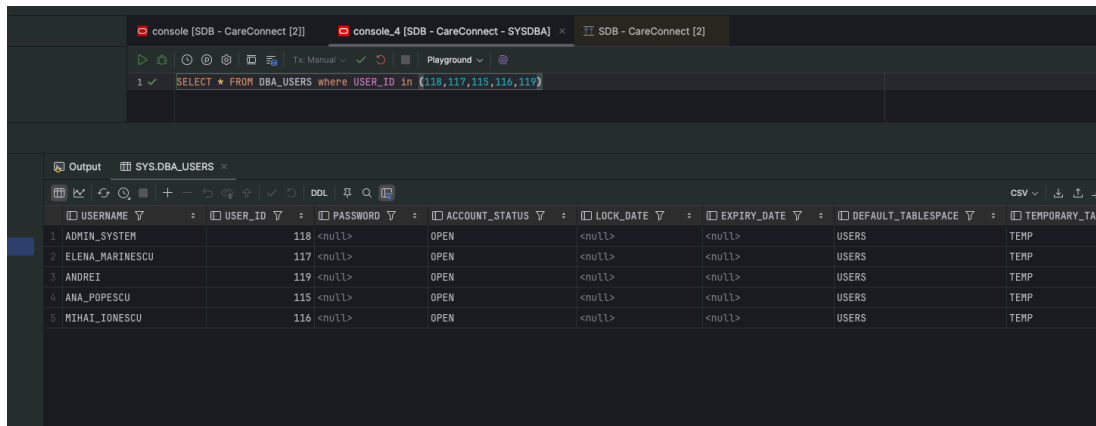 console [SDB - CareConnect [2]] console_4 [SDB - CareConnect - SYSDBA] SDB - CareConnect [2]
Tx: Manual Playground
1 SELECT * FROM DBA_USERS where USER_ID in (118,117,115,116,119)
Output SYS.DBA_USERS
DDL CSV
USERNAME USER_ID PASSWORD ACCOUNT_STATUS LOCK_DATE EXPIRY_DATE DEFAULT_TABLESPACE TEMPORARY_TA
1 ADMIN_SYSTEM 118 <null> OPEN <null> <null> USERS TEMP
2 ELENA_MARINESCU 117 <null> OPEN <null> <null> USERS TEMP
3 ANDREI 119 <null> OPEN <null> <null> USERS TEMP
4 ANA_POPESCU 115 <null> OPEN <null> <null> USERS TEMP
5 MIHAI_IONESCU 116 <null> OPEN <null> <null> USERS TEMP